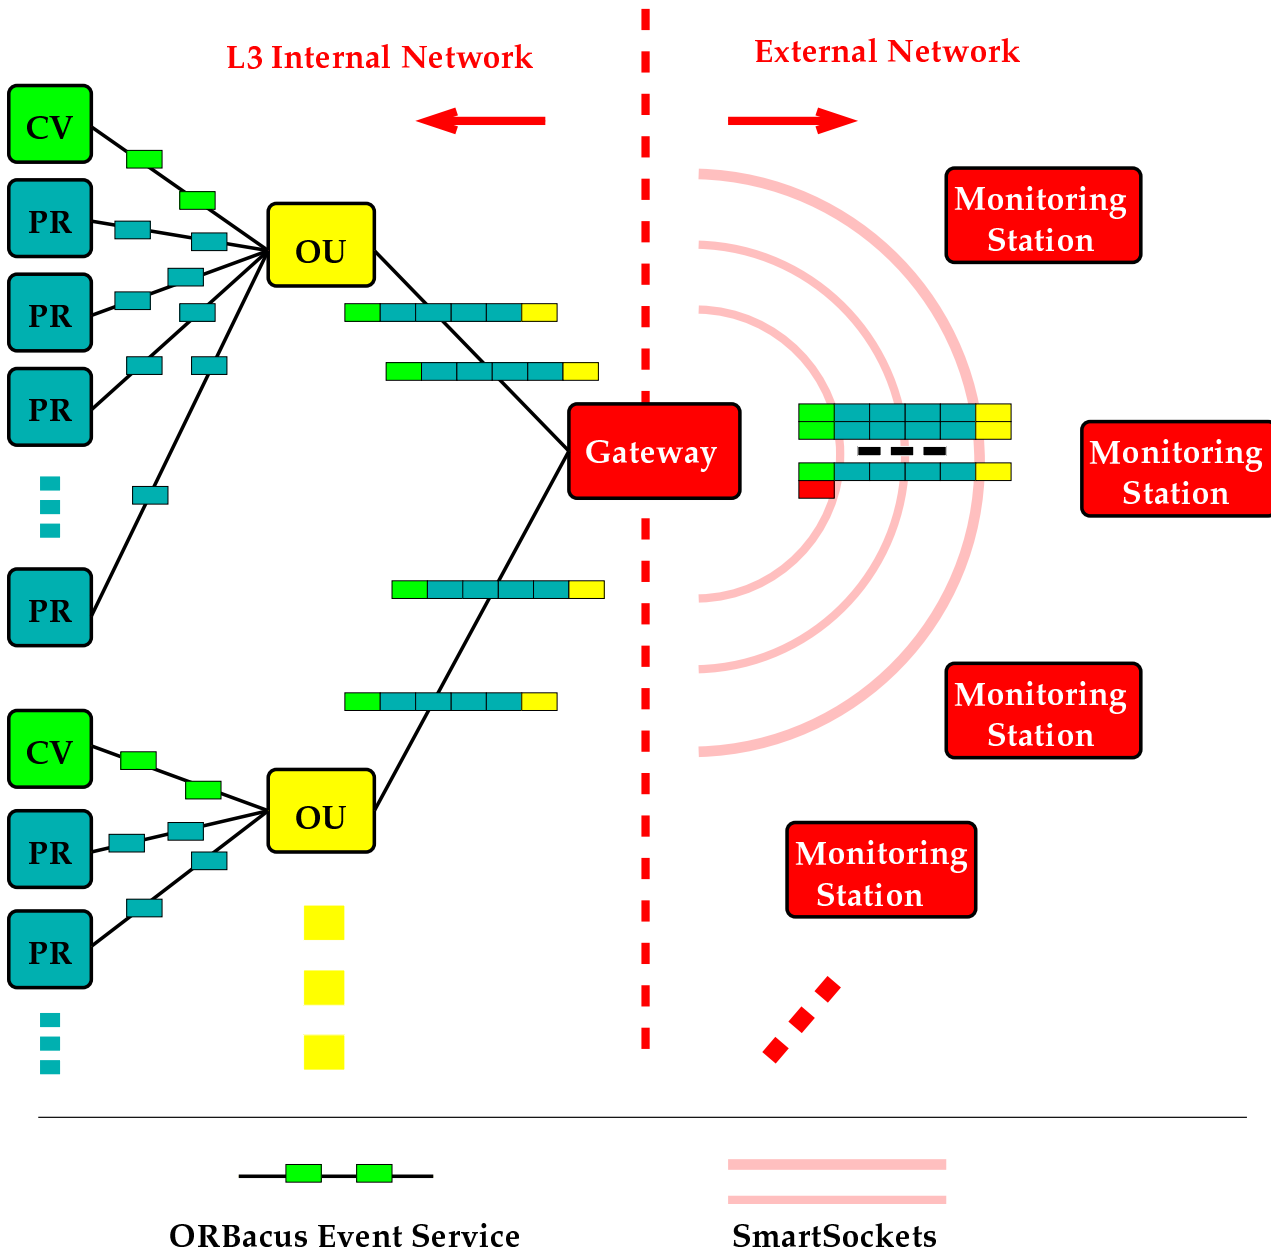 L3 Internal Network
External Network
CV
PR
PR
PR
PR
OU
Gateway
Monitoring
Station
Monitoring
Station
Monitoring
Station
Monitoring
Station
CV
PR
PR
OU
ORBacus Event Service
SmartSockets